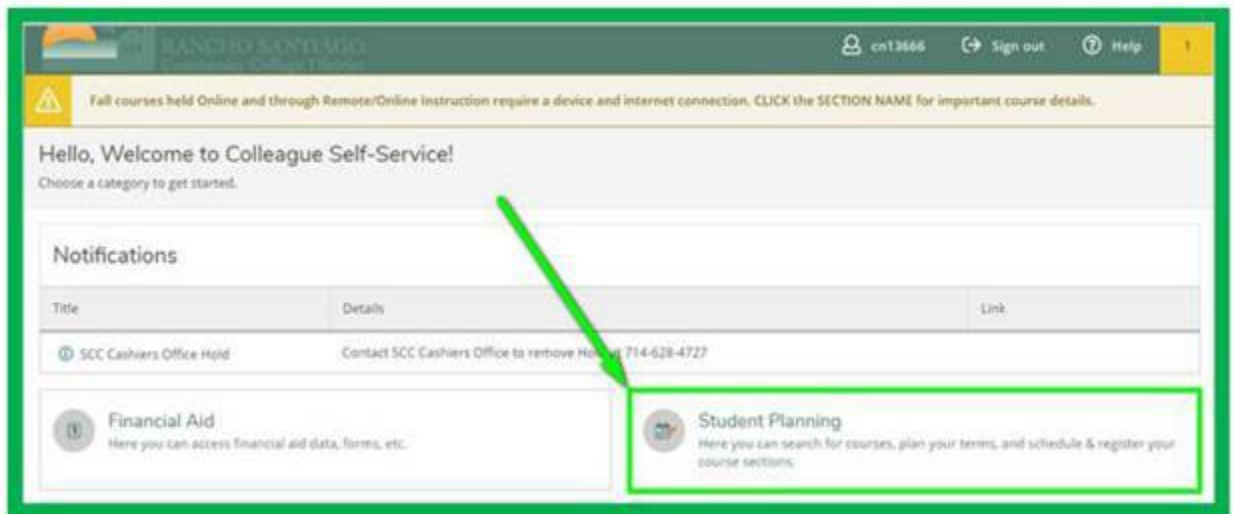 RANCHO SANTIAGO
Community College District
cn13666 Sign out Help 1
Fall courses held Online and through Remote/Online Instruction require a device and internet connection. CLICK the SECTION NAME for important course details.
Hello, Welcome to Colleague Self-Service!
Choose a category to get started.
Notifications
Title Details Link
SCC Cashiers Office Hold Contact SCC Cashiers Office to remove 714-628-4727
Financial Aid
Here you can access financial aid data, forms, etc.
Student Planning
Here you can search for courses, plan your terms, and schedule & register your
course sections.